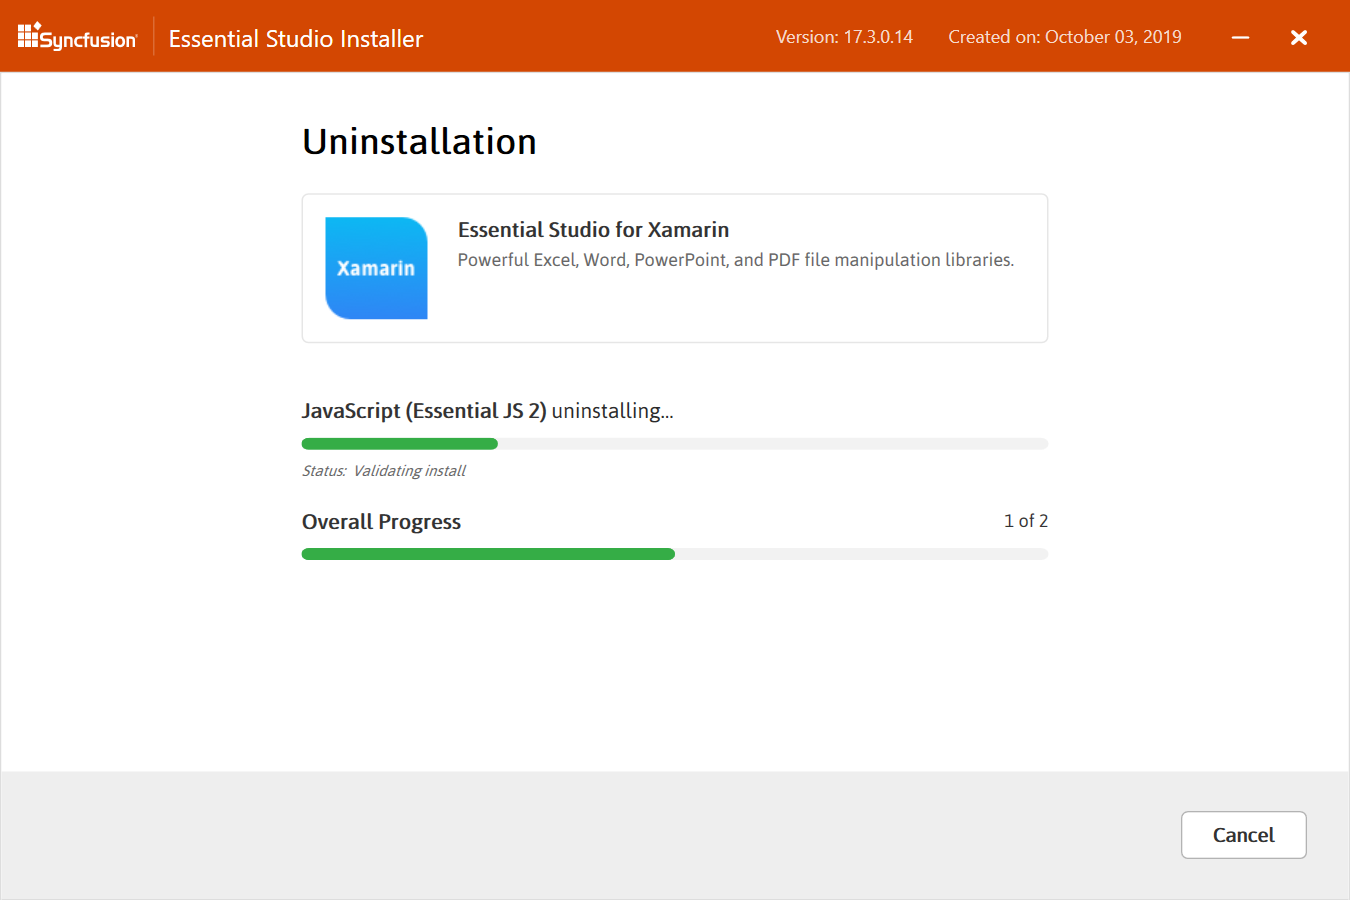 Syncfusion Essential Studio Installer Version: 17.3.0.14 Created on: October 03, 2019
Uninstallation
Xamarin
Essential Studio for Xamarin
Powerful Excel, Word, PowerPoint, and PDF file manipulation libraries.
JavaScript (Essential JS 2) uninstalling...
Status: Validating install
Overall Progress 1 of 2
Cancel